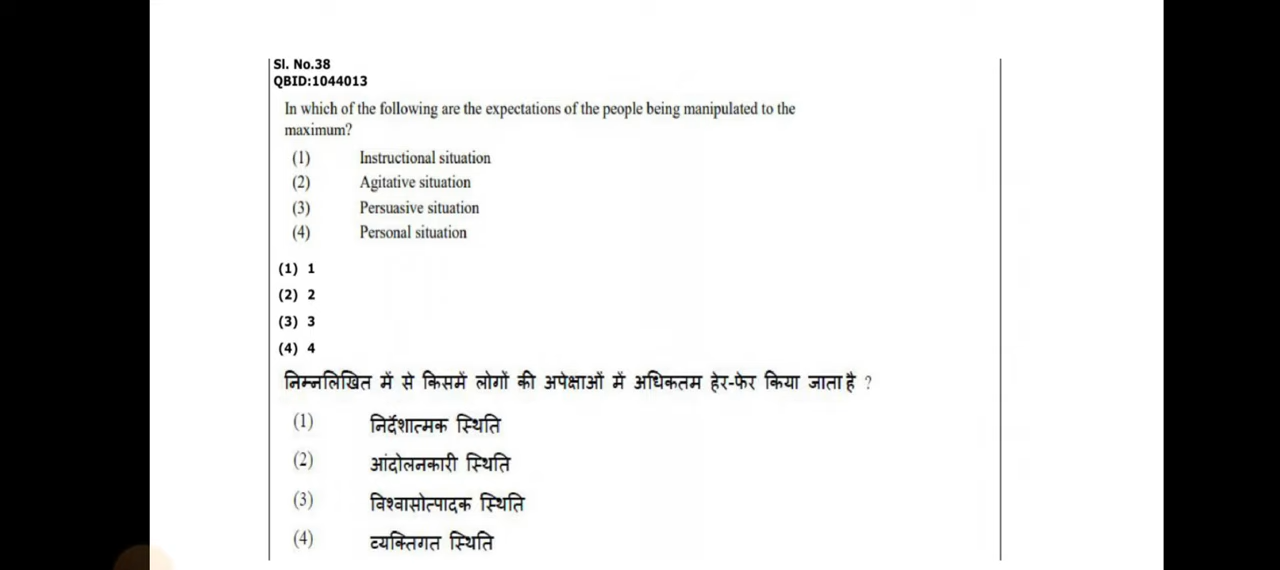 Sl. No.38
QBID:1044013
In which of the following are the expectations of the people being manipulated to the
maximum?
(1) Instructional situation
(2) Agitative situation
(3) Persuasive situation
(4) Personal situation
(1) 1
(2) 2
(3) 3
(4) 4
निम्नलिखित में से किसमें लोगों की अपेक्षाओं में अधिकतम हेर-फेर किया जाता है ?
(1) निर्देशात्मक स्थिति
(2) आंदोलनकारी स्थिति
(3) विश्वासोत्पादक स्थिति
(4) व्यक्तिगत स्थिति